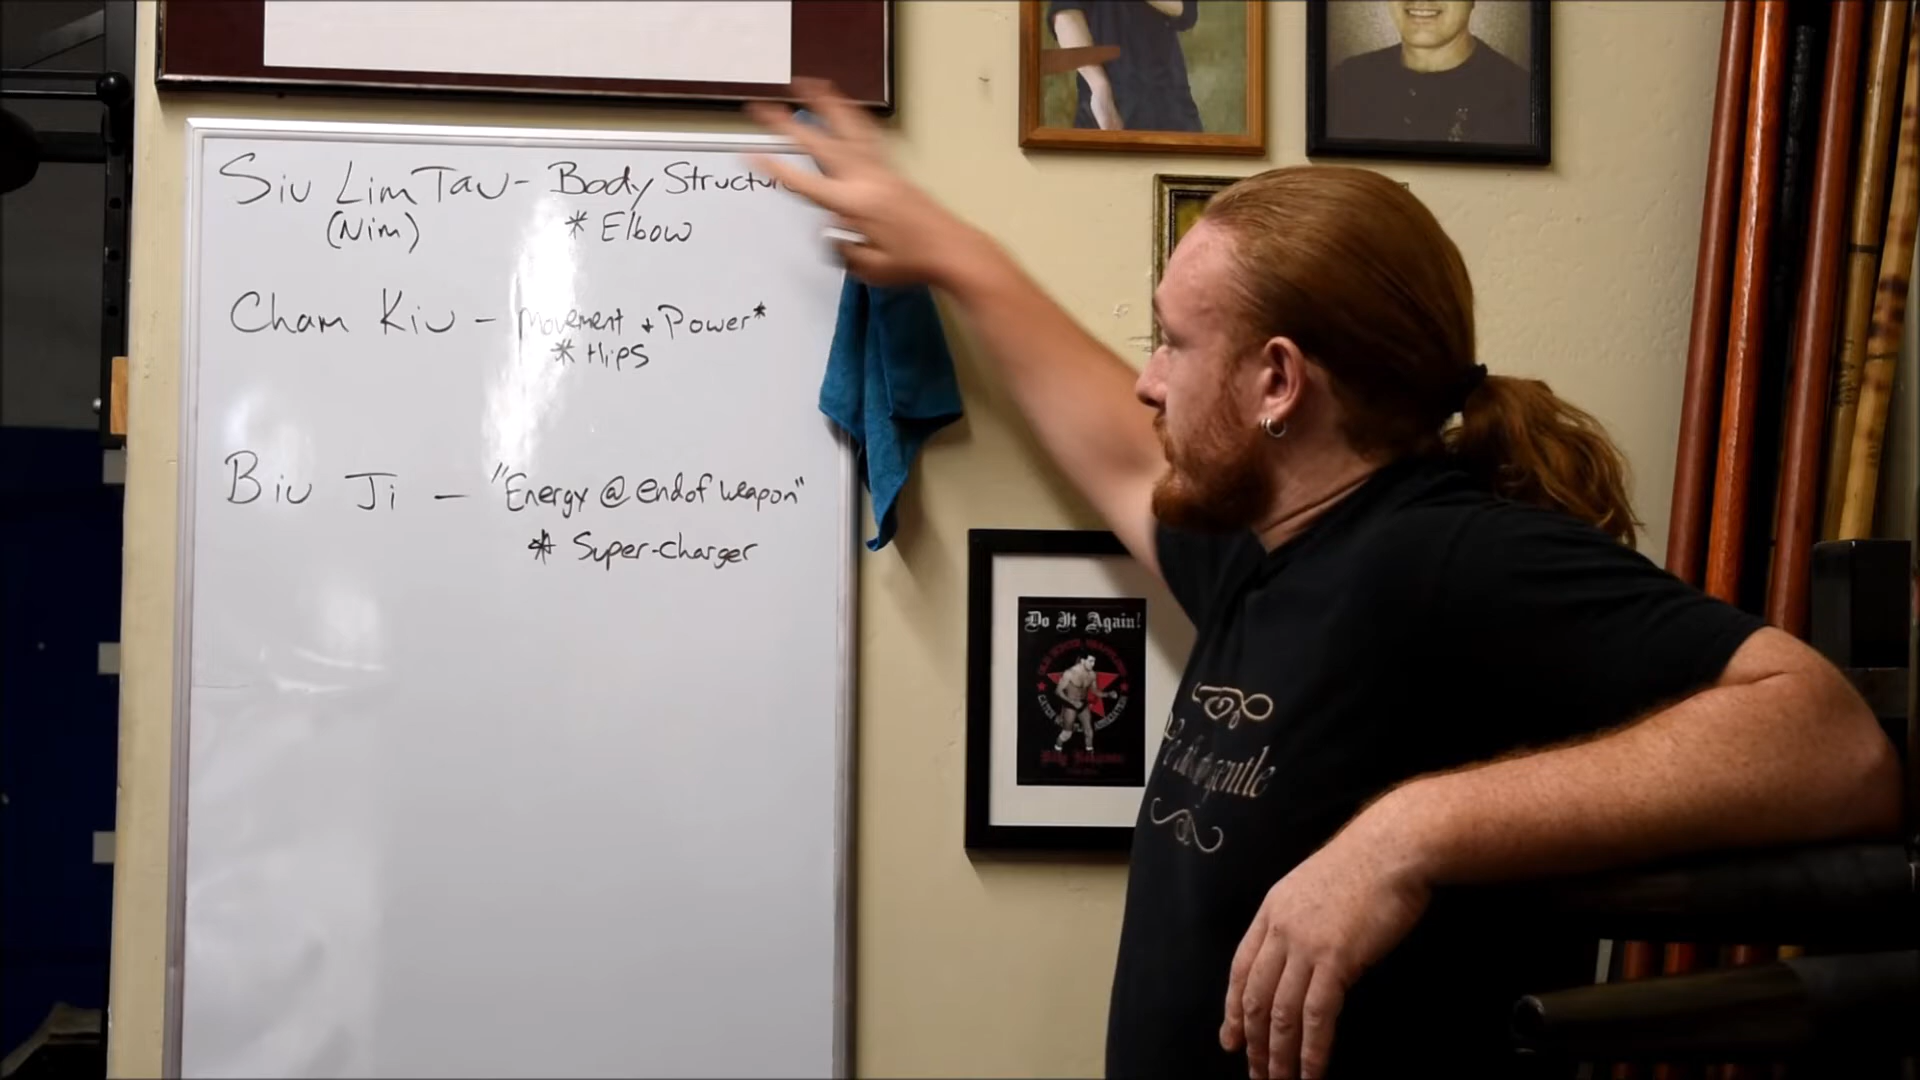 Siu Lim Tau - Body Structure
(Nim) * Elbow
Cham Kiu - Movement + Power*
* Hips
Biu Ji - "Energy @ end of weapon"
* Super-Charger
Do It Again!
gentle